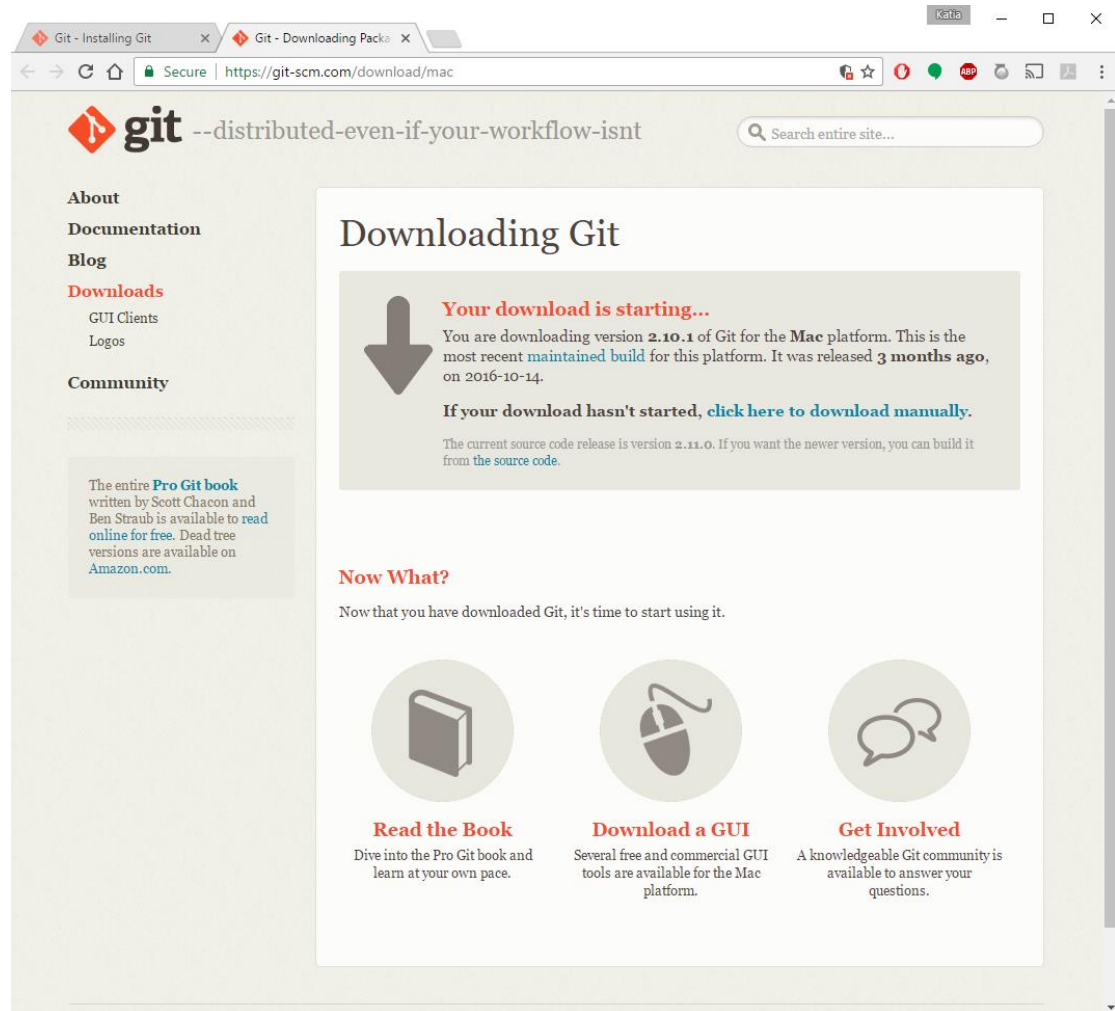 Katia
Git - Installing Git
Git - Downloading Packa
Secure
https://git-scm.com/download/mac
ABP
git --distributed-even-if-your-workflow-isnt
Search entire site...
About
Documentation
Blog
Downloads
GUI Clients
Logos
Community
The entire Pro Git book
written by Scott Chacon and
Ben Straub is available to read
online for free. Dead tree
versions are available on
Amazon.com.
Downloading Git
Your download is starting...
You are downloading version 2.10.1 of Git for the Mac platform. This is the
most recent maintained build for this platform. It was released 3 months ago,
on 2016-10-14.
If your download hasn't started, click here to download manually.
The current source code release is version 2.11.0. If you want the newer version, you can build it
from the source code.
Now What?
Now that you have downloaded Git, it's time to start using it.
Read the Book
Dive into the Pro Git book and
learn at your own pace.
Download a GUI
Several free and commercial GUI
tools are available for the Mac
platform.
Get Involved
A knowledgeable Git community is
available to answer your
questions.